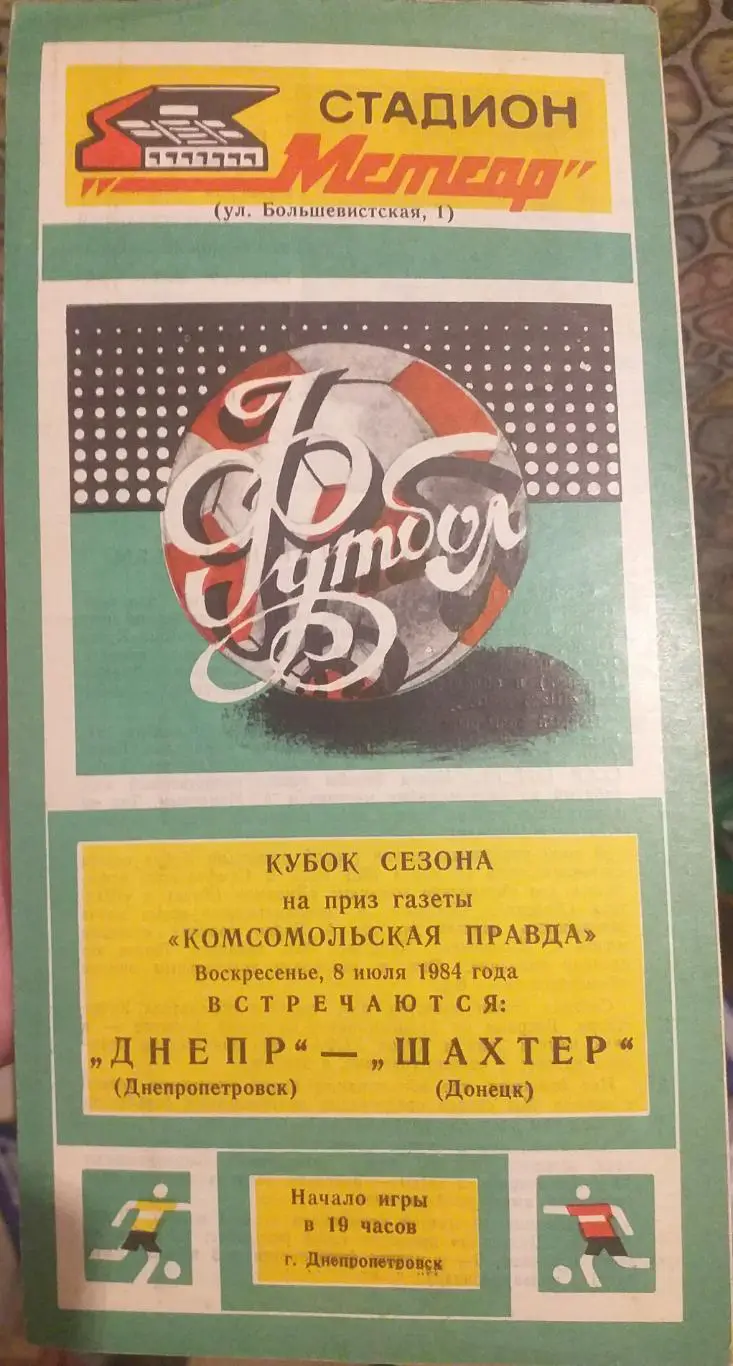 СТАДИОН
„Метеор"
(ул. Большевистская, 1)
Футбол
КУБОК СЕЗОНА
на приз газеты
«КОМСОМОЛЬСКАЯ ПРАВДА»
Воскресенье, 8 июля 1984 года
ВСТРЕЧАЮТСЯ:
„ДНЕПР“ — „ШАХТЕР“
(Днепропетровск) (Донецк)
Начало игры
в 19 часов
г. Днепропетровск